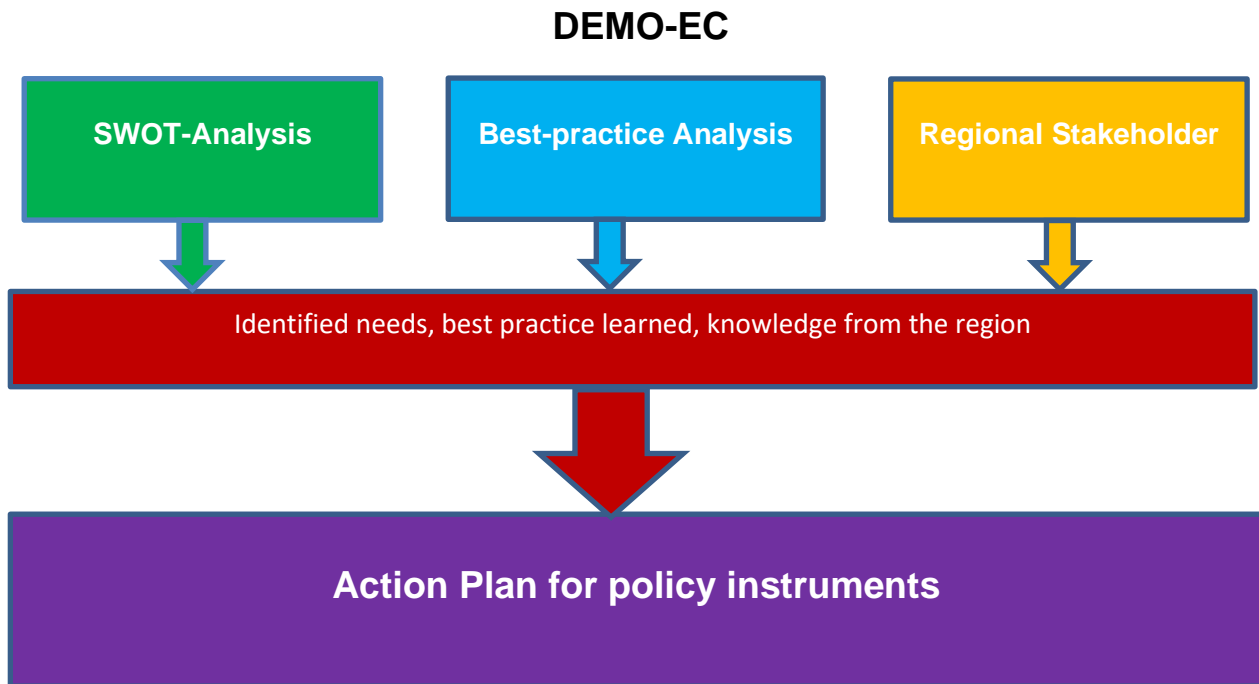 DEMO-EC
SWOT-Analysis
Best-practice Analysis
Regional Stakeholder
Identified needs, best practice learned, knowledge from the region
Action Plan for policy instruments